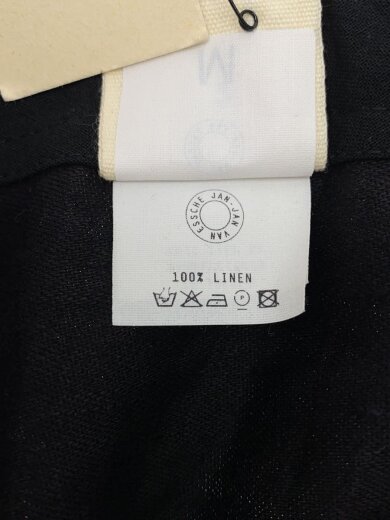 JAN-JAN VAN ESSCHE
100% LINEN
P